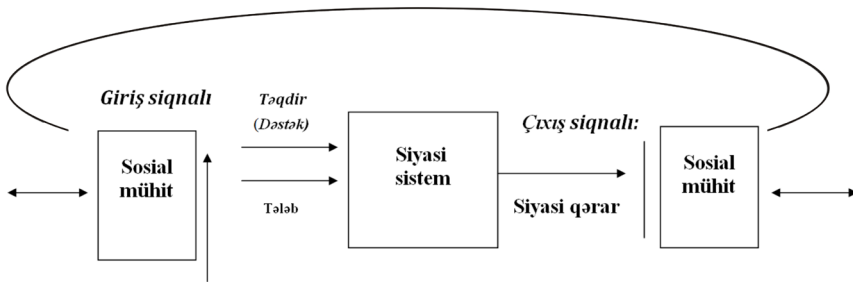 Giriş siqnalı
Təqdir
(Dəstək)
Sosial
mühit
Tələb
Siyasi
sistem
Çıxış siqnalı:
Siyasi qərar
Sosial
mühit